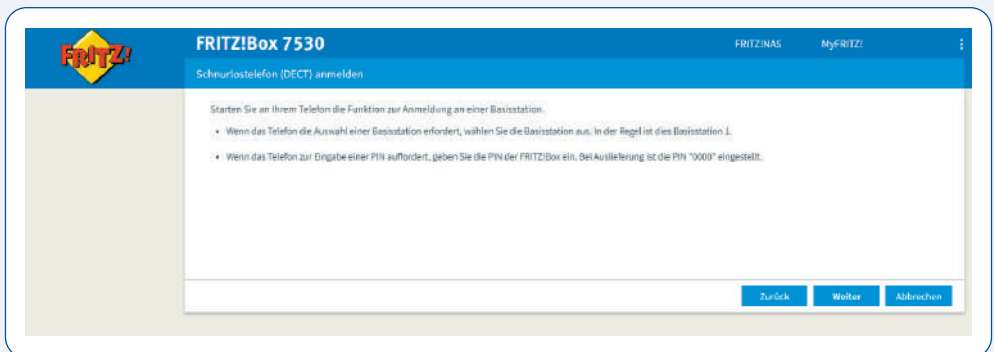 FRITZ!
FRITZ!Box 7530
FRITZ!NAS MyFRITZ!
Schnurlostelefon (DECT) anmelden
Starten Sie an Ihrem Telefon die Funktion zur Anmeldung an einer Basisstation.
• Wenn das Telefon die Auswahl einer Basisstation erfordert, wählen Sie die Basisstation aus. In der Regel ist dies Basisstation 1.
• Wenn das Telefon zur Eingabe einer PIN auffordert, geben Sie die PIN der FRITZ!Box ein. Bei Auslieferung ist die PIN "0000" eingestellt.
Zurück Weiter Abbrechen